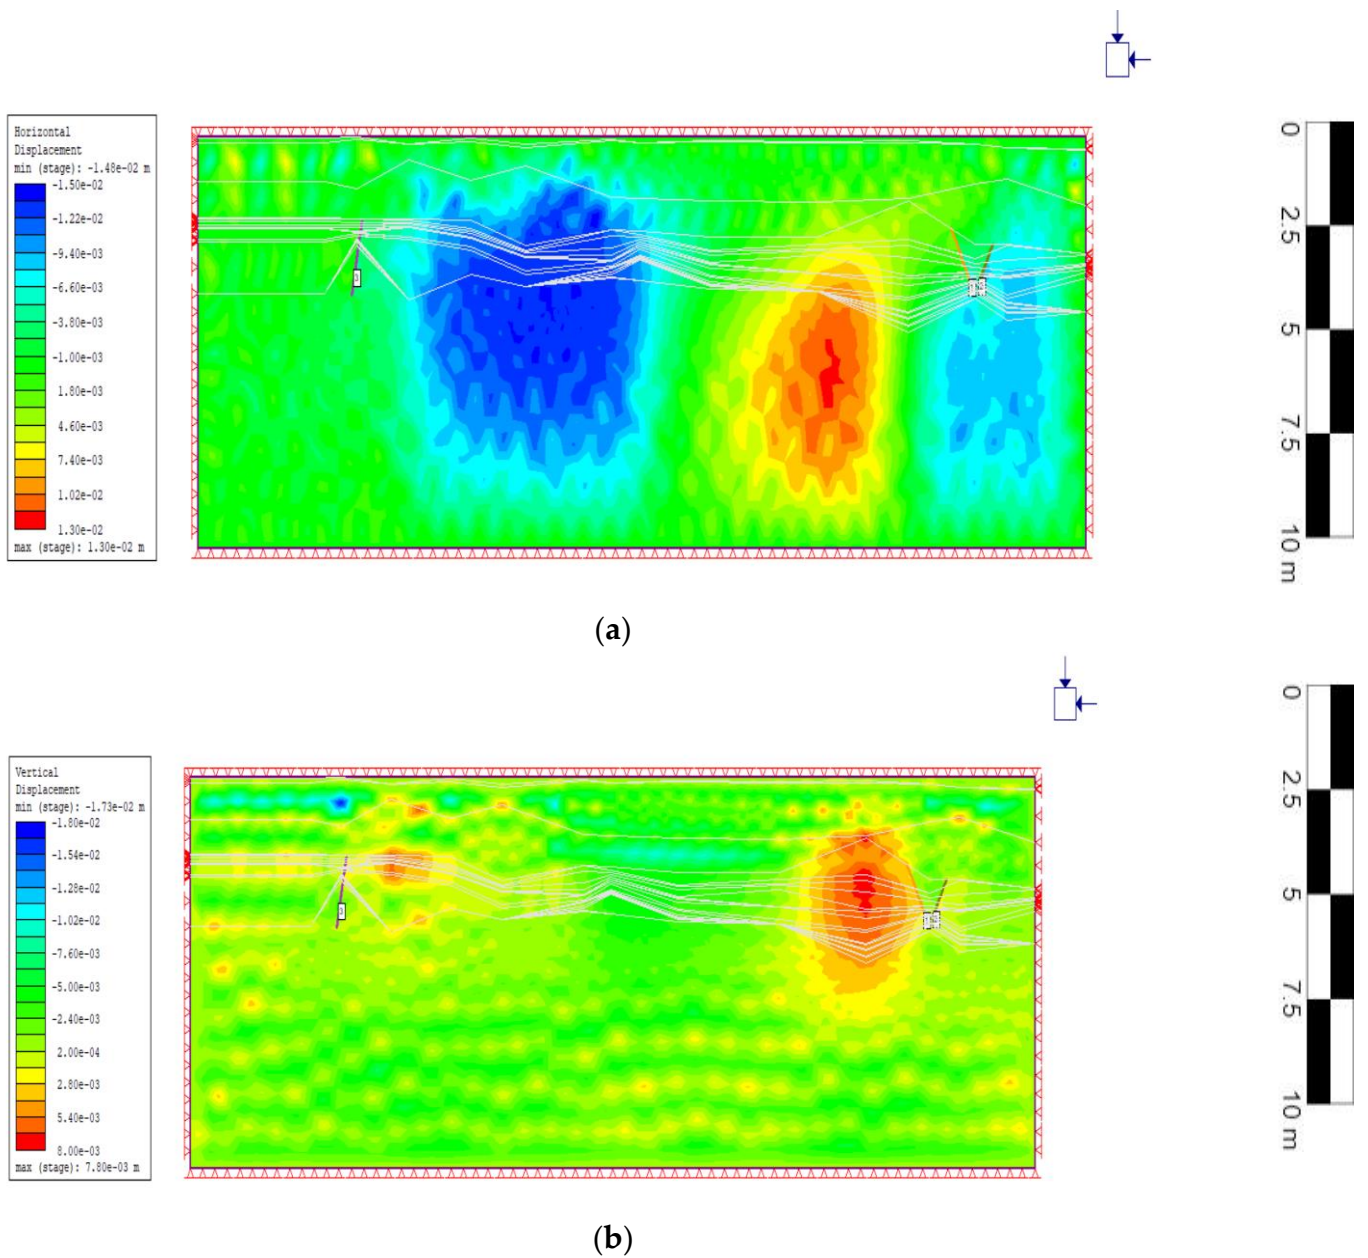 Horizontal
Displacement
min (stage): -1.48e-02 m
-1.50e-02
-1.22e-02
-9.40e-03
-6.60e-03
-3.80e-03
-1.00e-03
1.80e-03
4.60e-03
7.40e-03
1.02e-02
1.30e-02
max (stage): 1.30e-02 m
3
0
2.5
5
7.5
10 m
(a)
Vertical
Displacement
min (stage): -1.73e-02 m
-1.80e-02
-1.54e-02
-1.28e-02
-1.02e-02
-7.60e-03
-5.00e-03
-2.40e-03
2.00e-04
2.80e-03
5.40e-03
8.00e-03
max (stage): 7.80e-03 m
3
0
2.5
5
7.5
10 m
(b)